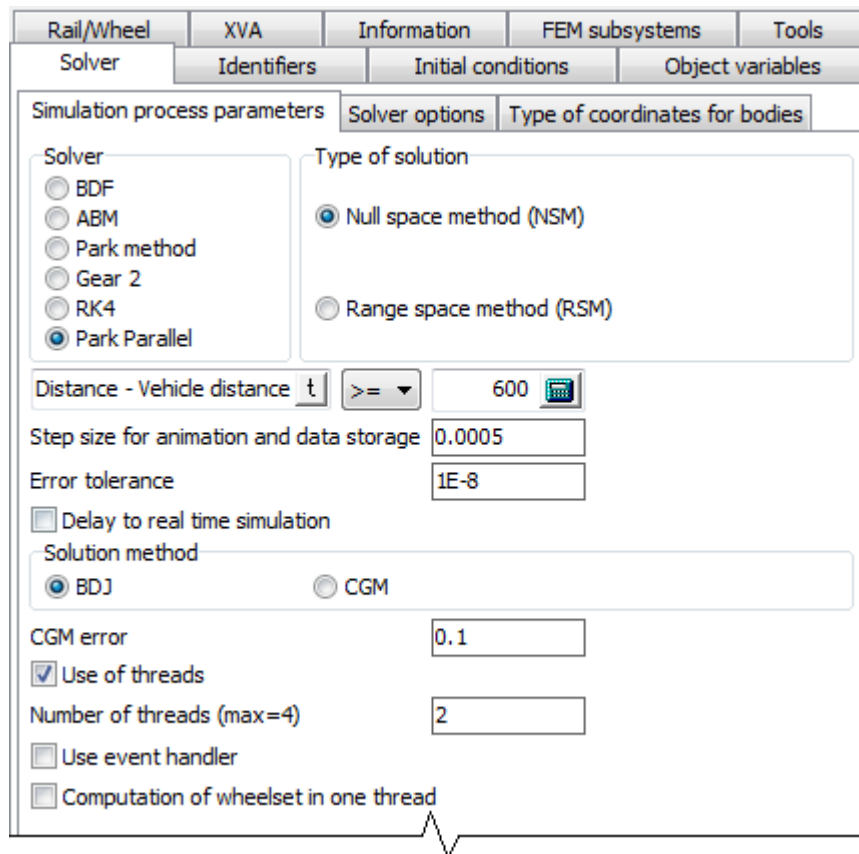 Rail/Wheel XVA Information FEM subsystems Tools
Solver Identifiers Initial conditions Object variables
Simulation process parameters Solver options Type of coordinates for bodies
Solver Type of solution
BDF
ABM Null space method (NSM)
Park method
Gear 2
RK4 Range space method (RSM)
Park Parallel
Distance - Vehicle distance t >= 600
Step size for animation and data storage 0.0005
Error tolerance 1E-8
Delay to real time simulation
Solution method
BDJ CGM
CGM error 0.1
Use of threads
Number of threads (max=4) 2
Use event handler
Computation of wheelset in one thread